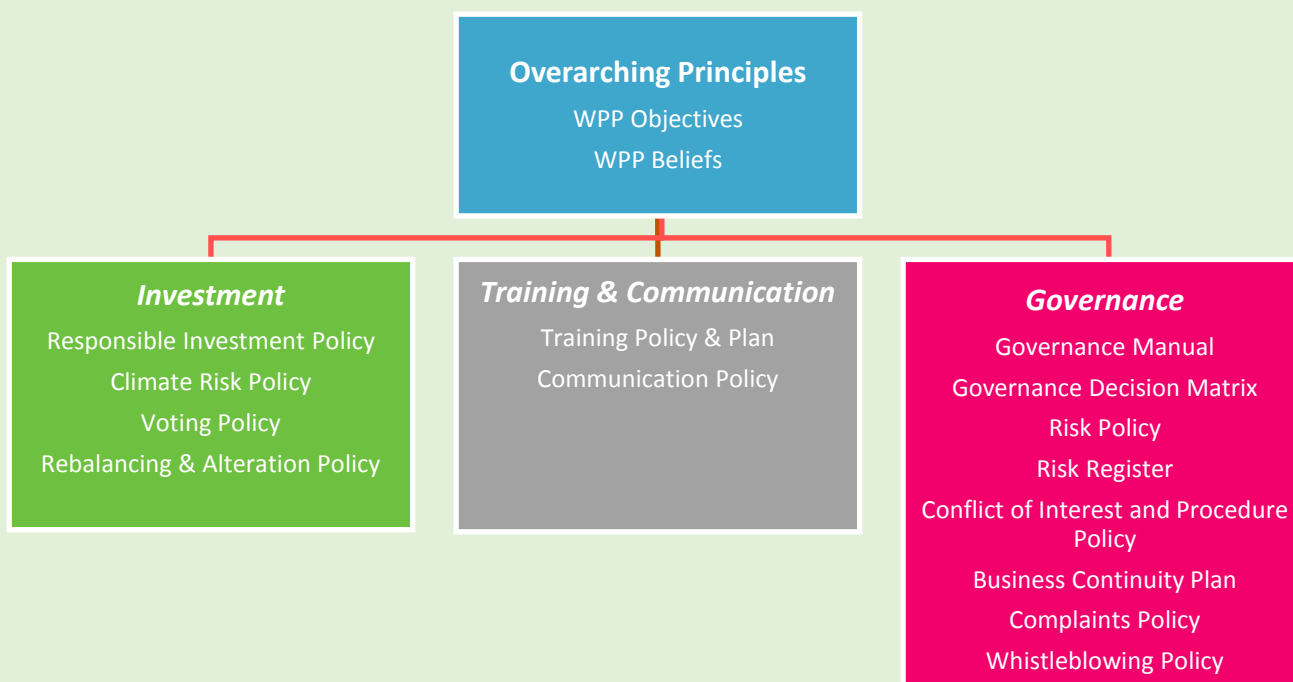 Overarching Principles
WPP Objectives
WPP Beliefs
Investment
Responsible Investment Policy
Climate Risk Policy
Voting Policy
Rebalancing & Alteration Policy
Training & Communication
Training Policy & Plan
Communication Policy
Governance
Governance Manual
Governance Decision Matrix
Risk Policy
Risk Register
Conflict of Interest and Procedure
Policy
Business Continuity Plan
Complaints Policy
Whistleblowing Policy